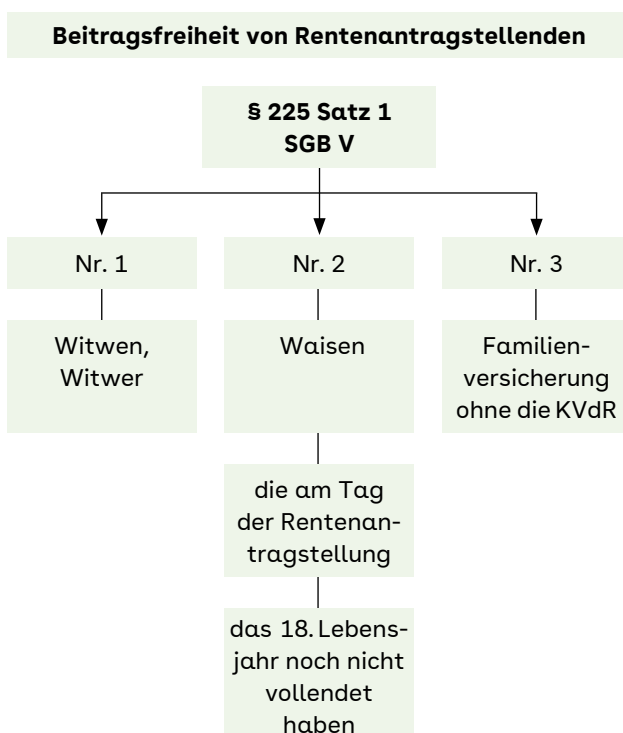 Beitragsfreiheit von Rentenantragstellenden
§ 225 Satz 1
SGB V
Nr. 1
Nr. 2
Nr. 3
Witwen,
Witwer
Waisen
Familien-
versicherung
ohne die KVdR
die am Tag
der Rentenan-
tragstellung
das 18. Lebens-
jahr noch nicht
vollendet
haben